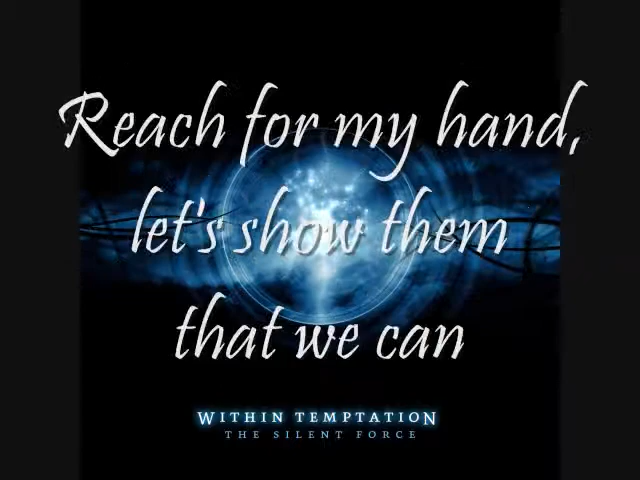 Reach for my hand,
let's show them
that we can
WITHIN TEMPTATION
THE SILENT FORCE